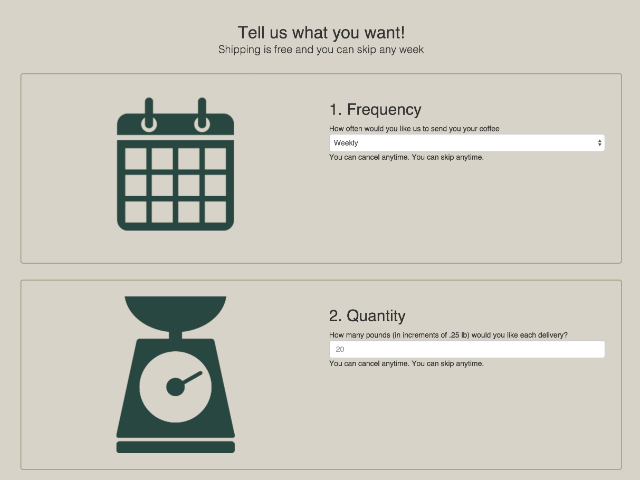 Tell us what you want!
Shipping is free and you can skip any week
1. Frequency
How often would you like us to send you your coffee
Weekly
You can cancel anytime. You can skip anytime.
2. Quantity
How many pounds (in increments of .25 lb) would you like each delivery?
20
You can cancel anytime. You can skip anytime.